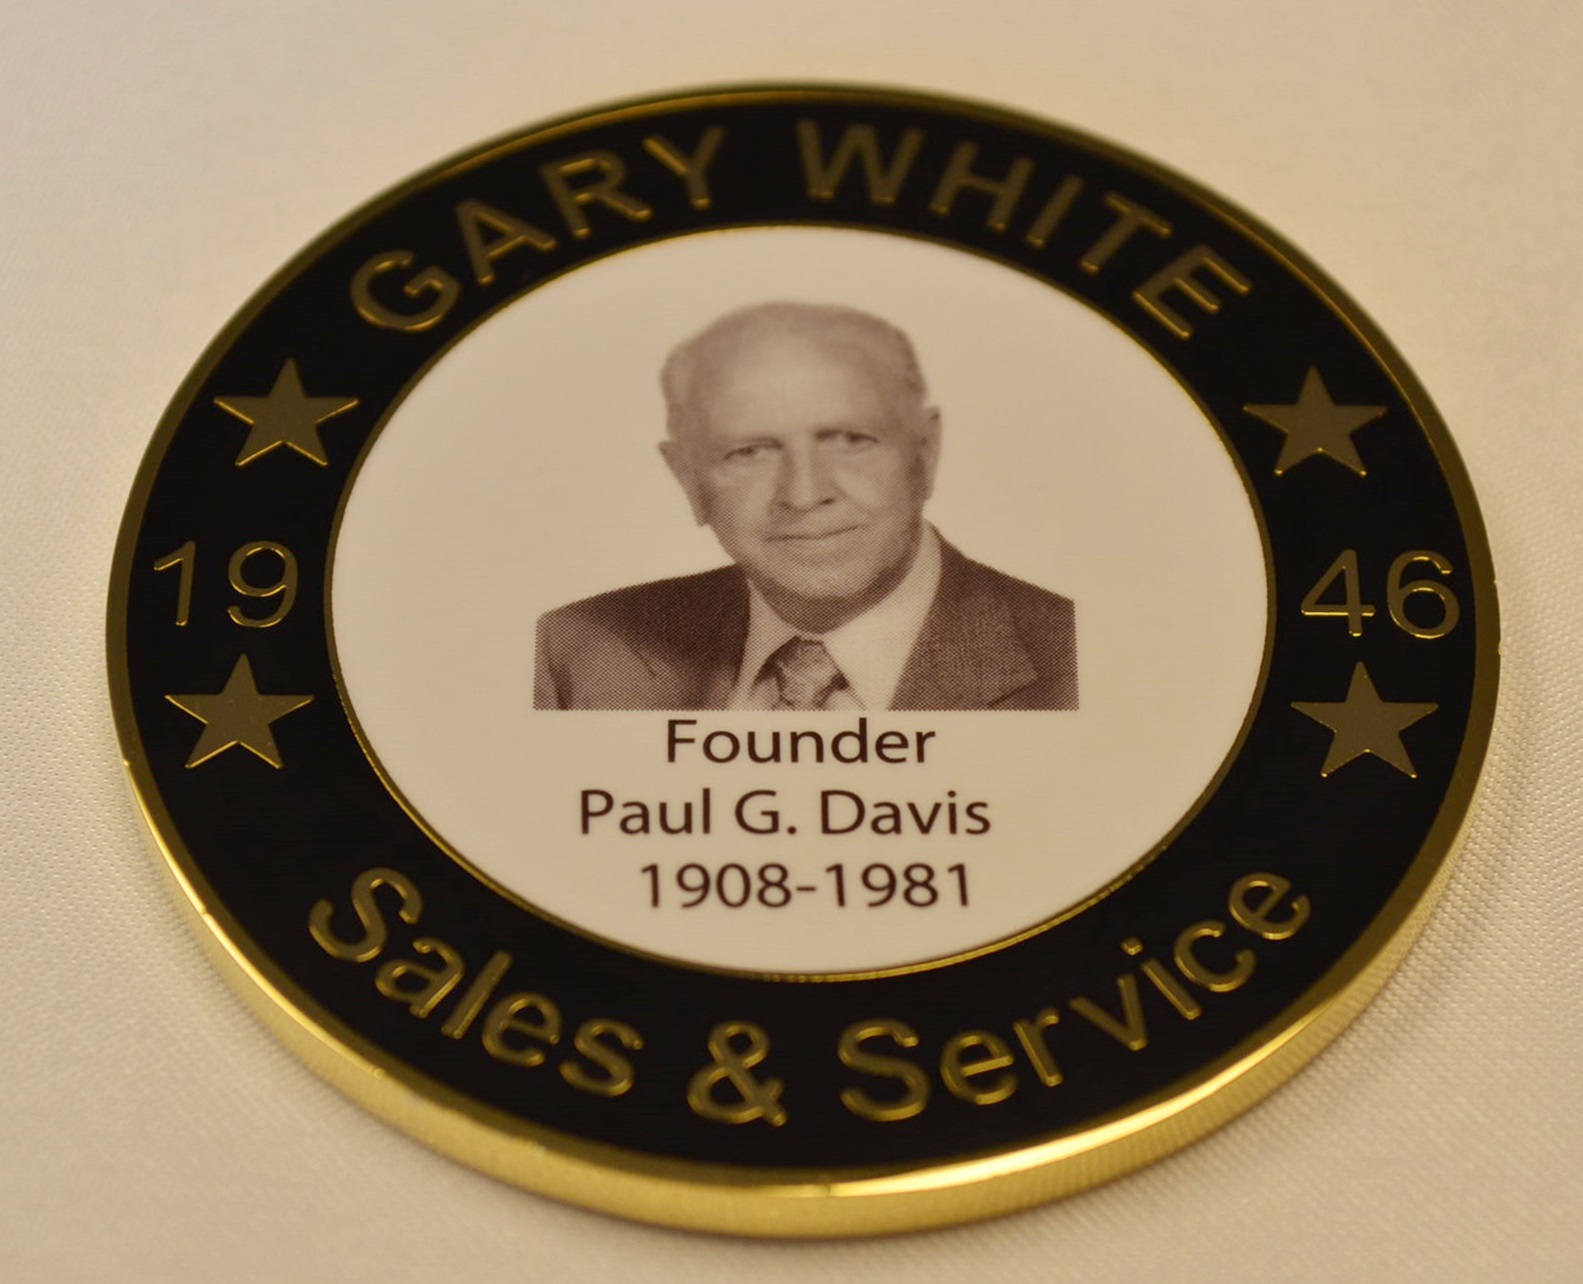 GARY WHITE
19 46
Founder
Paul G. Davis
1908-1981
Sales & Service